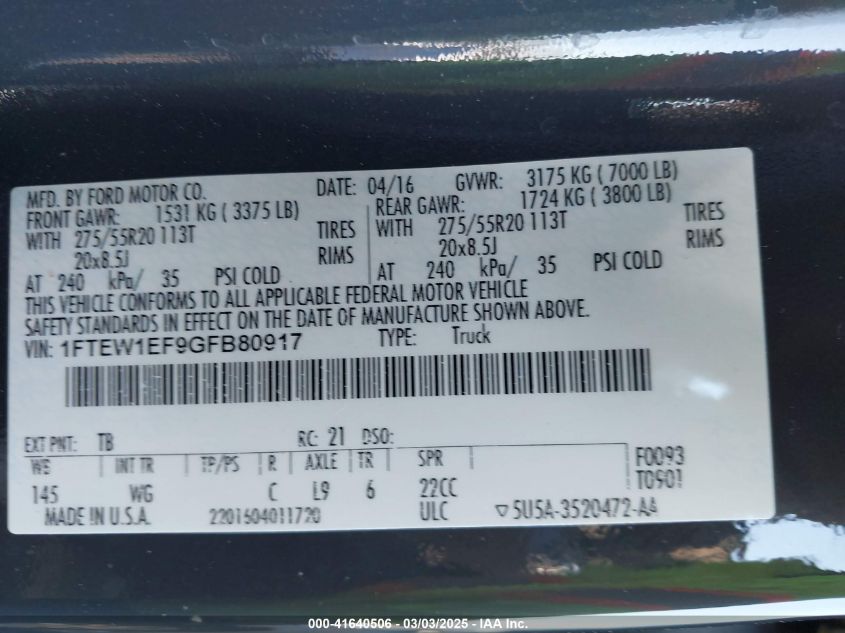 MFD. BY FORD MOTOR CO. DATE: 04/16 GVWR: 3175 KG ( 7000 LB)
FRONT GAWR: 1531 KG ( 3375 LB) REAR GAWR: 1724 KG ( 3800 LB)
WITH 275/55R20 113T TIRES WITH 275/55R20 113T TIRES
20x8.5J RIMS 20x8.5J RIMS
AT 240 kPa/ 35 PSI COLD AT 240 kPa/ 35 PSI COLD
THIS VEHICLE CONFORMS TO ALL APPLICABLE FEDERAL MOTOR VEHICLE
SAFETY STANDARDS IN EFFECT ON THE DATE OF MANUFACTURE SHOWN ABOVE.
VIN: 1FTEW1EF9GFB80917 TYPE: Truck
EXT PNT: TB RC: 21 DSO:
WB INT TR TP/PS R AXLE TR SPR F0093
145 WG C L9 6 22CC T0901
MADE IN U.S.A. 2201604011720 ULC ▽5U5A-3520472-AA
000-41640506 - 03/03/2025 - IAA Inc.